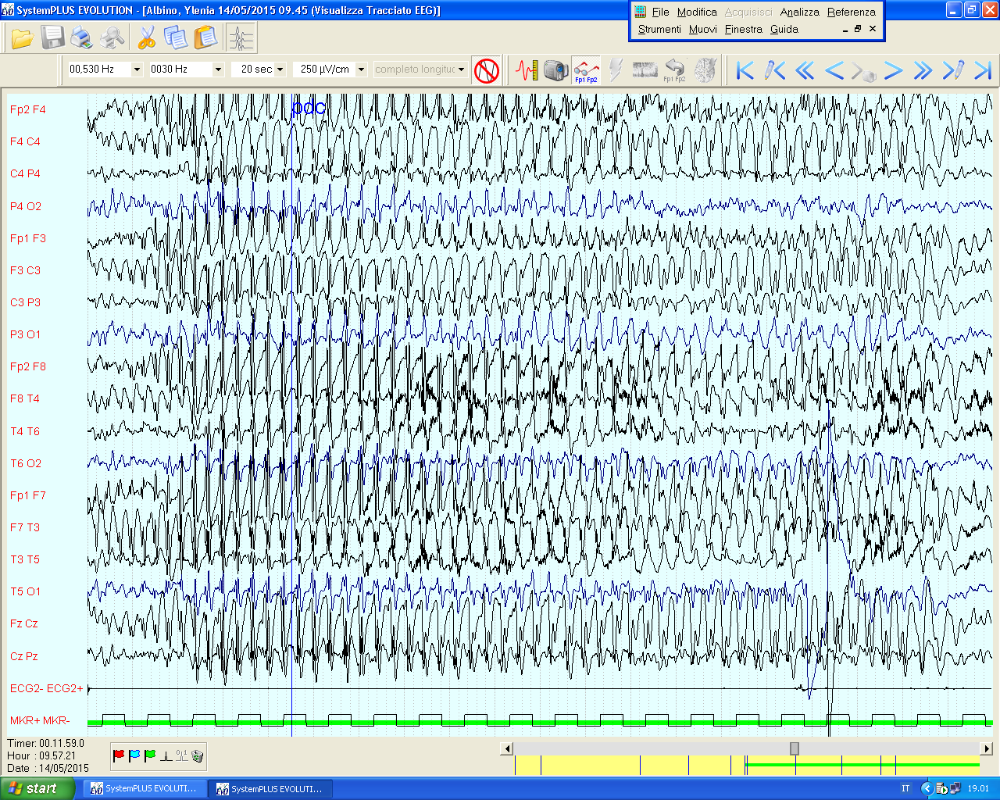 SystemPLUS EVOLUTION - [Albino, Ylenia 14/05/2015 09.45 (Visualizza Tracciato EEG)]
File Modifica Acquisisci Analizza Referenza
Strumenti Muovi Finestra Guida
00,530 Hz 0030 Hz 20 sec 250 µV/cm completo longituc
Fp1 Fp2 Fp1 Fp2
pdc
Fp2 F4
F4 C4
C4 P4
P4 O2
Fp1 F3
F3 C3
C3 P3
P3 O1
Fp2 F8
F8 T4
T4 T6
T6 O2
Fp1 F7
F7 T3
T3 T5
T5 O1
Fz Cz
Cz Pz
ECG2- ECG2+
MKR+ MKR-
Timer: 00.11.59.0
Hour : 09.57.21
Date : 14/05/2015
start SystemPLUS EVOLUTI... SystemPLUS EVOLUTI... IT 19.01